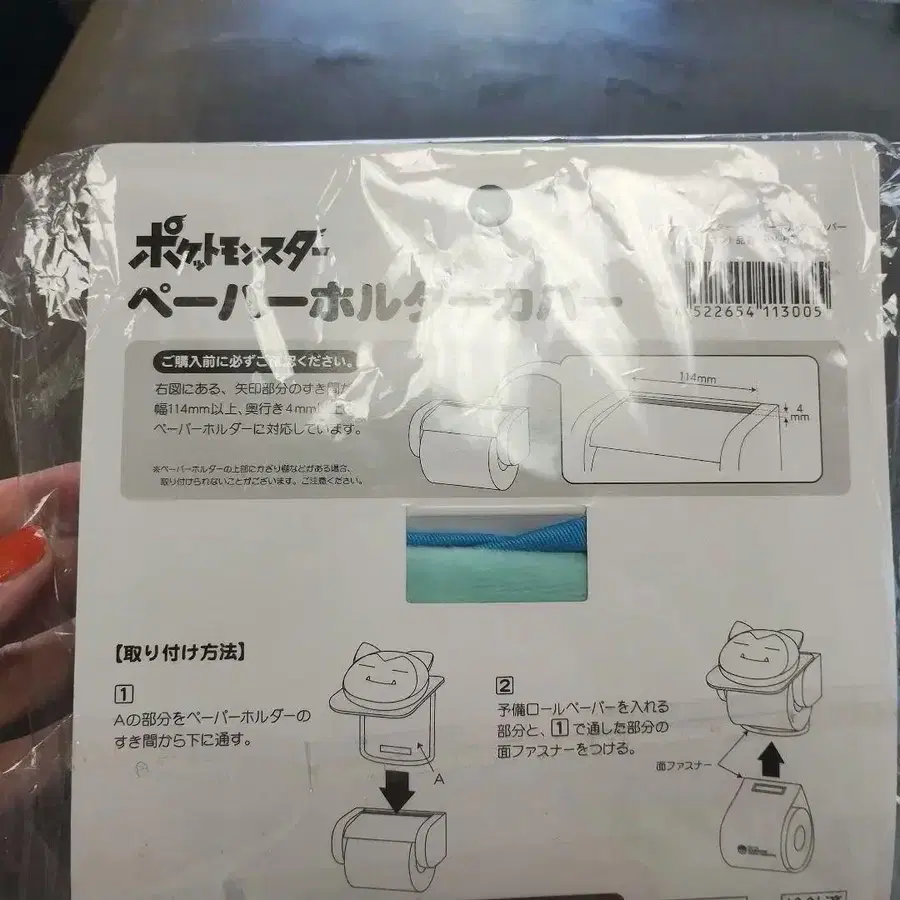 ポケットモンスター
ペーパーホルダーカバー
522654 113005
ご購入前に必ずご確認ください。
右図にある、矢印部分のすき間が
幅114mm以上、奥行き4mm以上の
ペーパーホルダーに対応しています。
※ペーパーホルダーの上部にかざり棚などがある場合、
取り付けられないことがございます。ご注意ください。
114mm
4
mm
【取り付け方法】
1
Aの部分をペーパーホルダーの
すき間から下に通す。
A
2
予備ロールペーパーを入れる
部分と、1で通した部分の
面ファスナーをつける。
面ファスナー